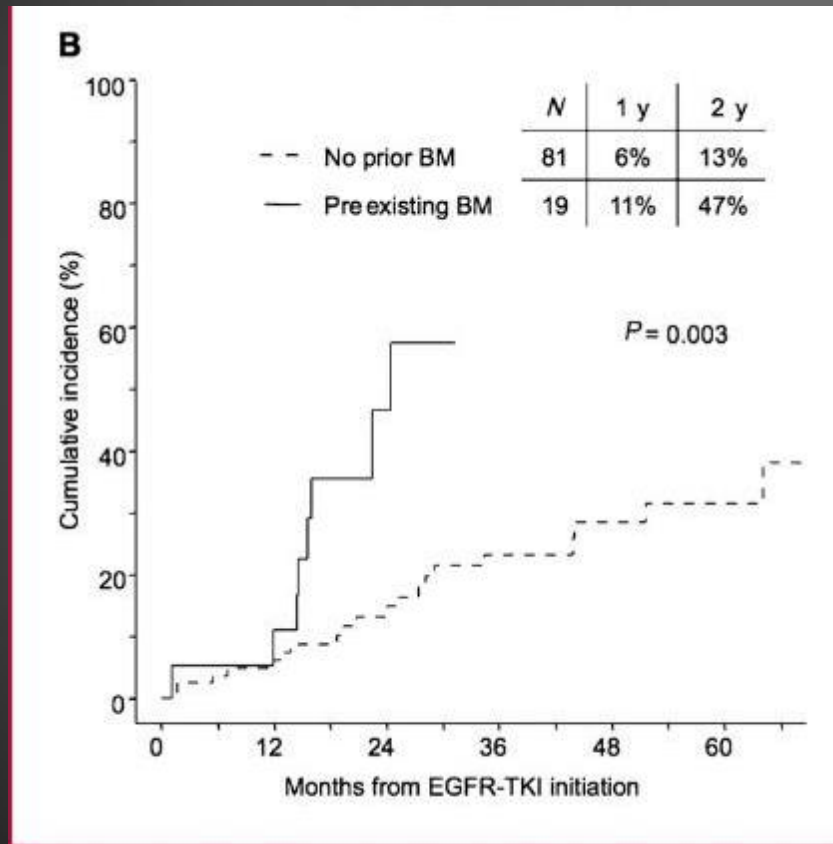 B
100
80
60
40
20
0
Cumulative incidence (%)
N 1 y 2 y
No prior BM 81 6% 13%
Pre existing BM 19 11% 47%
P = 0.003
0 12 24 36 48 60
Months from EGFR-TKI initiation